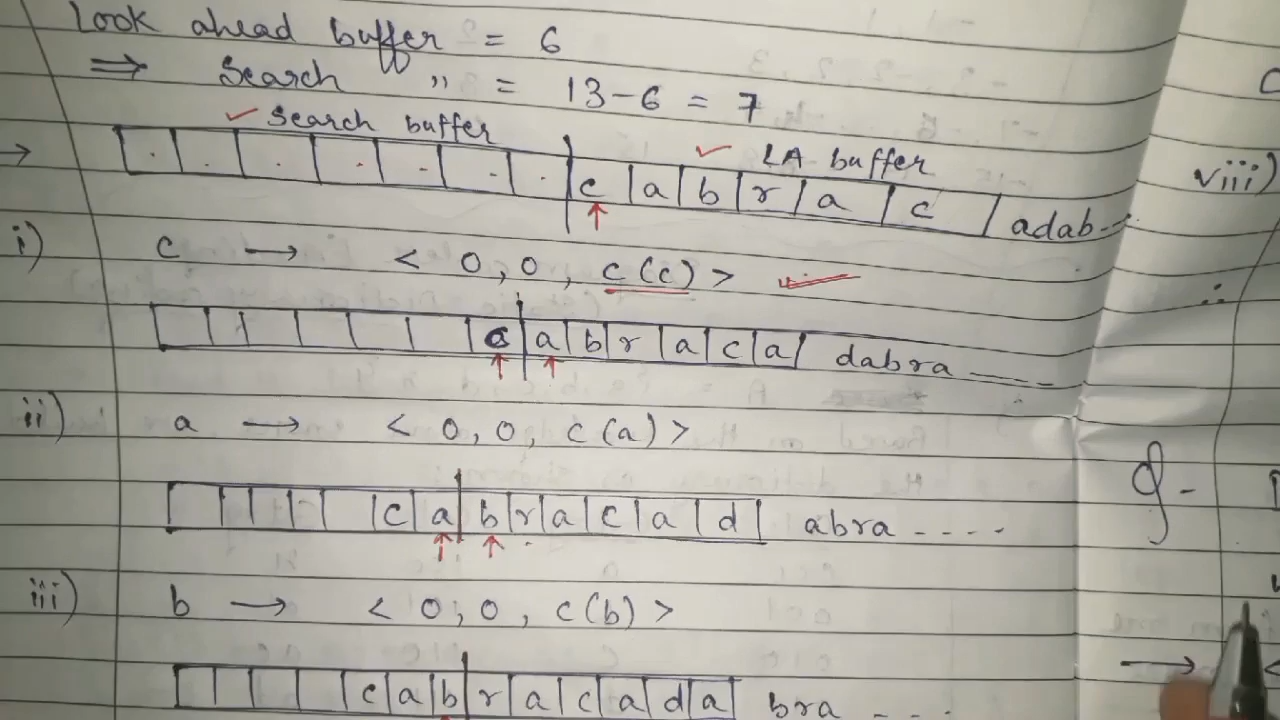 Look ahead buffer = 6
⇒ Search " = 13 - 6 = 7
✓ Search buffer ✓ LA buffer
→ . . . . . . . | c | a | b | r | a | c | adab - -
viii)
i) c → < 0, 0, c(c) > ✓
∴
c | a | b | r | a | c | a | dabra ----
ii) a → < 0, 0, c(a) >
Q-
c | a | b | r | a | c | a | d | abra ----
iii) b → < 0, 0, c(b) >
→ <
c | a | b | r | a | c | a | d | a | bra - - .